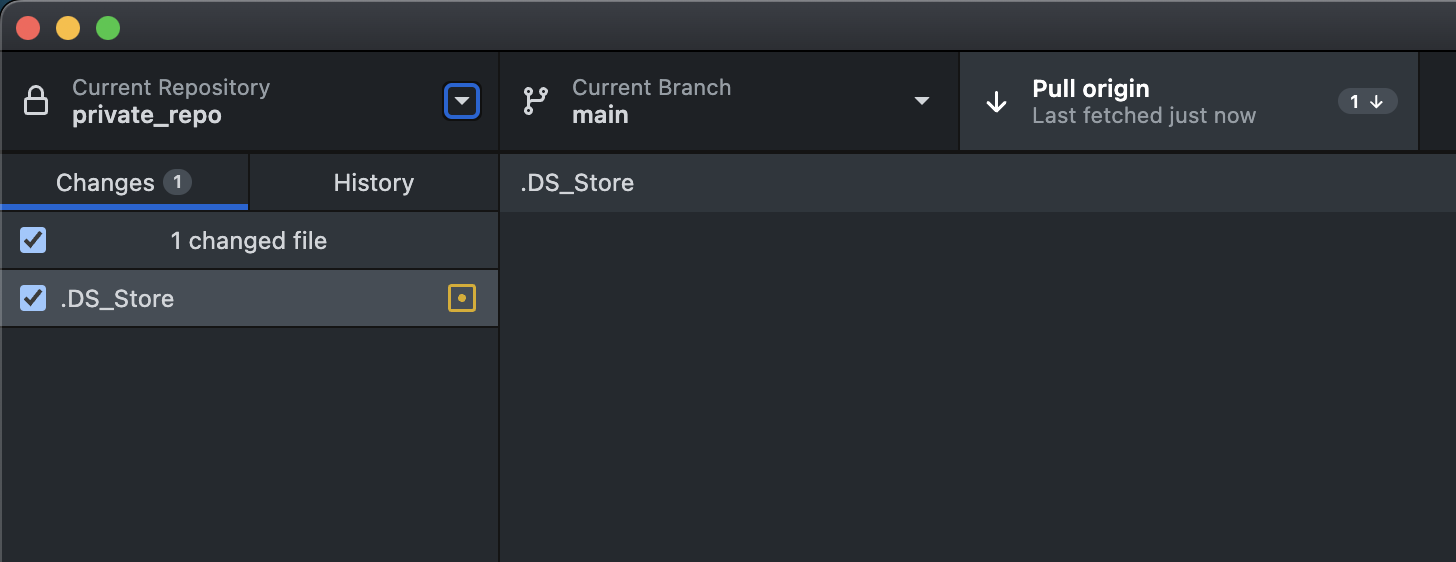 Current Repository
private_repo
Current Branch
main
Pull origin
Last fetched just now
1
Changes 1
History
.DS_Store
1 changed file
.DS_Store